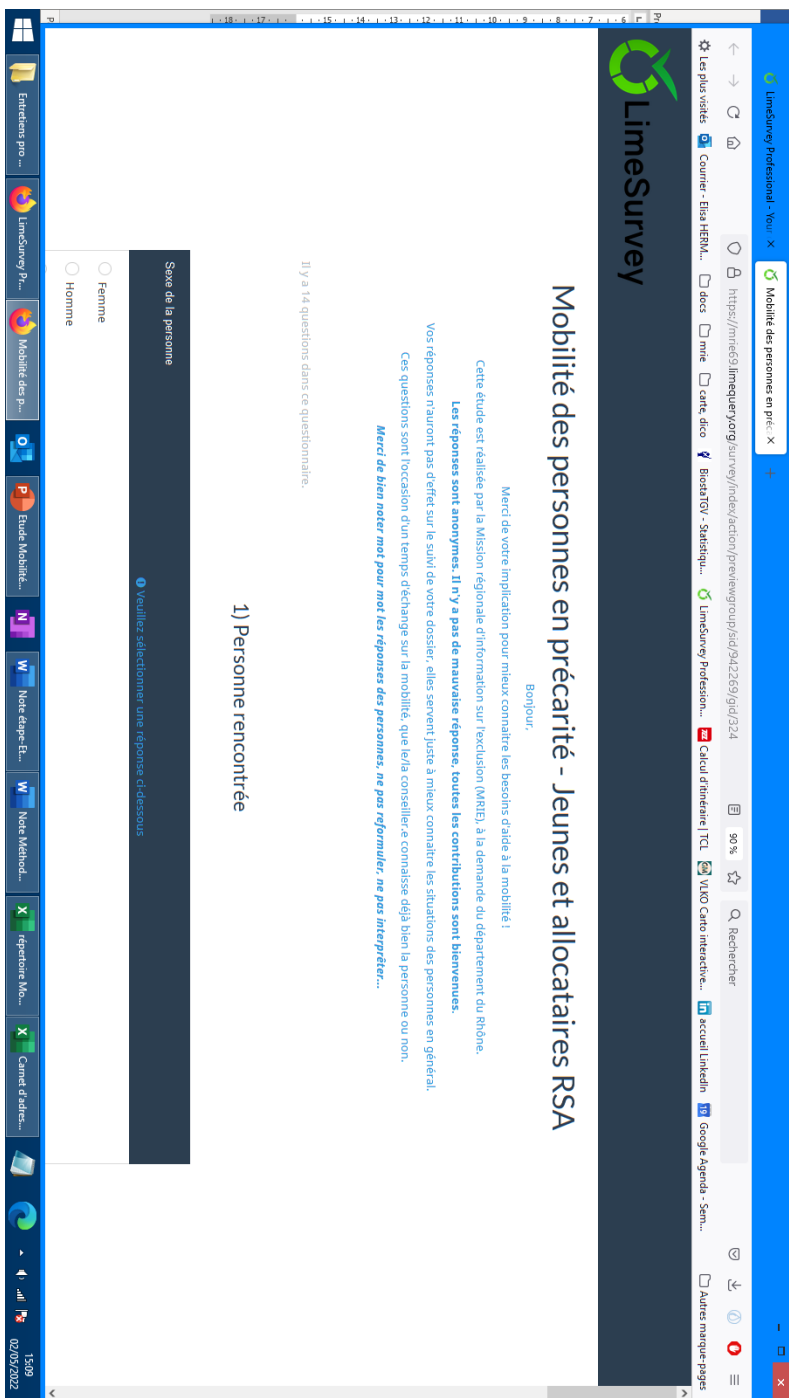 LimeSurvey Professional - Your
Mobilité des personnes en préc
https://mrie69.limequery.org/survey/index/action/previewgroup/sid/942269/gid/324
90 %
Rechercher
Les plus visités
Courrier - Elisa HERM...
docs
mrie
carte, dico
BiostaTGV - Statistiqu...
LimeSurvey Profession...
Calcul d'itinéraire | TCL
VLKO Carto interactive...
accueil LinkedIn
Google Agenda - Sem...
Autres marque-pages
LimeSurvey
Mobilité des personnes en précarité - Jeunes et allocataires RSA
Bonjour,
Merci de votre implication pour mieux connaitre les besoins d'aide à la mobilité !
Cette étude est réalisée par la Mission régionale d'information sur l'exclusion (MRIE), à la demande du département du Rhône.
Les réponses sont anonymes. Il n'y a pas de mauvaise réponse, toutes les contributions sont bienvenues.
Vos réponses n'auront pas d'effet sur le suivi de votre dossier, elles servent juste à mieux connaitre les situations des personnes en général.
Ces questions sont l'occasion d'un temps d'échange sur la mobilité, que le/la conseiller.e connaisse déjà bien la personne ou non.
Merci de bien noter mot pour mot les réponses des personnes, ne pas reformuler, ne pas interpréter...
Il y a 14 questions dans ce questionnaire.
1) Personne rencontrée
Sexe de la personne
Veuillez sélectionner une réponse ci-dessous
Femme
Homme
Entretiens pro ...
LimeSurvey Pr...
Mobilité des p...
Etude Mobilité...
Note étape-Et...
Note Méthod...
répertoire Mo...
Carnet d'adres...
15:09
02/05/2022